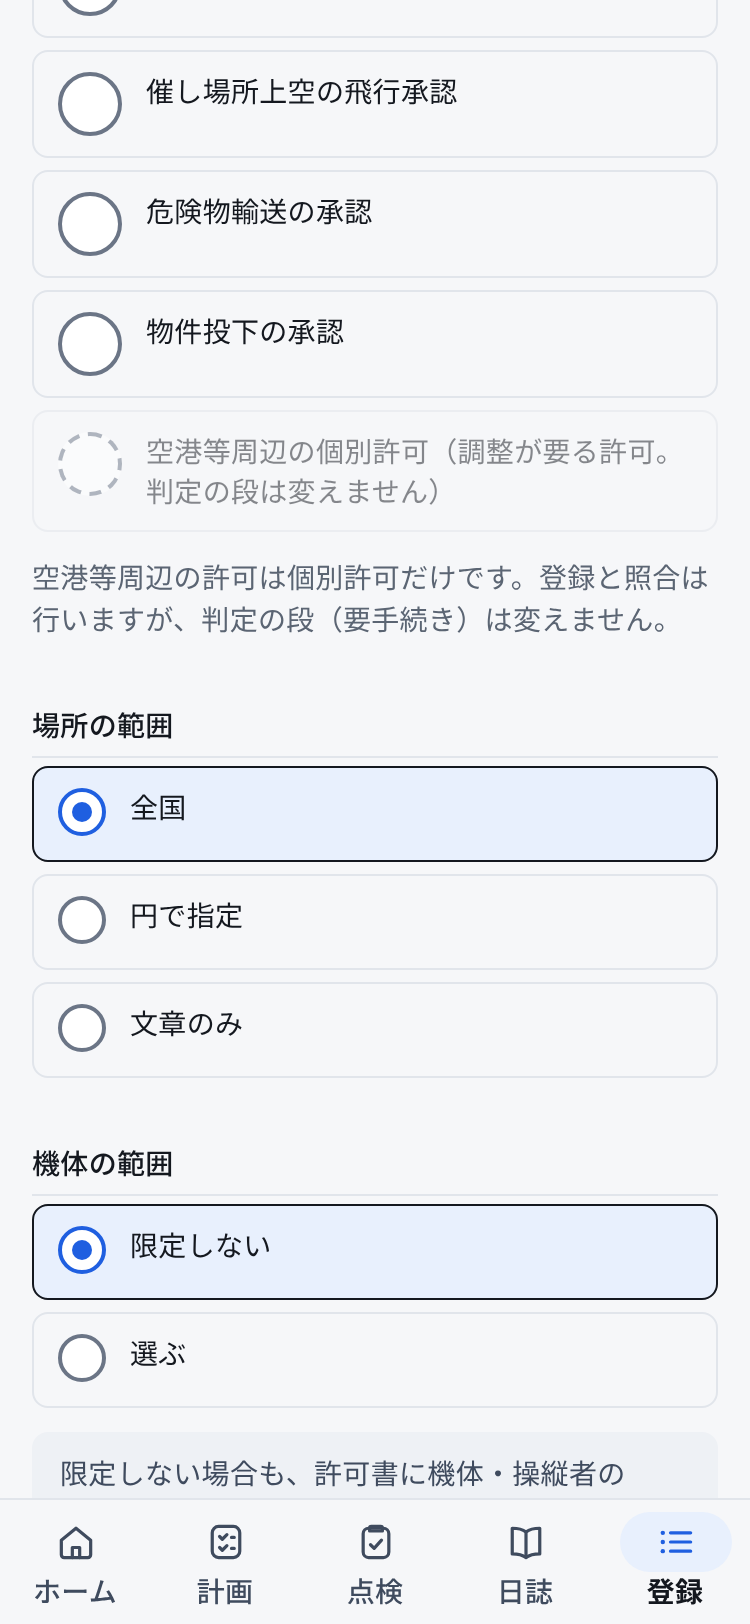 催し場所上空の飛行承認
危険物輸送の承認
物件投下の承認
空港等周辺の個別許可（調整が要る許可。
判定の段は変えません）
空港等周辺の許可は個別許可だけです。登録と照合は
行いますが、判定の段（要手続き）は変えません。
場所の範囲
全国
円で指定
文章のみ
機体の範囲
限定しない
選ぶ
限定しない場合も、許可書に機体・操縦者の
ホーム
計画
点検
日誌
登録